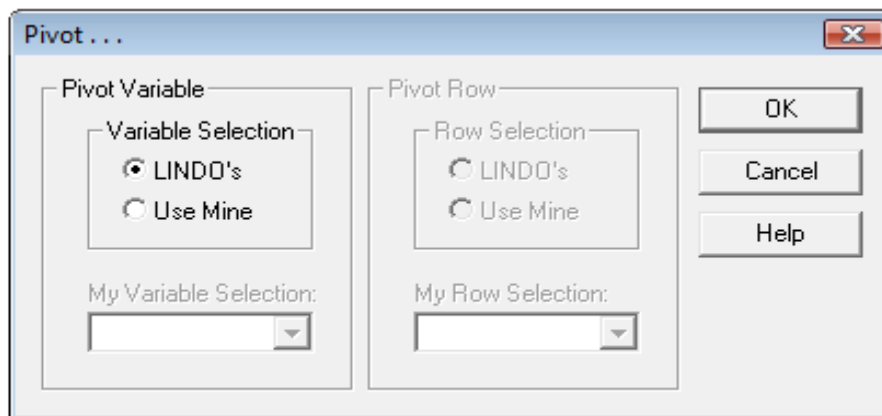 Pivot . . .
Pivot Variable
Variable Selection
LINDO's
Use Mine
My Variable Selection:
Pivot Row
Row Selection
LINDO's
Use Mine
My Row Selection:
OK
Cancel
Help